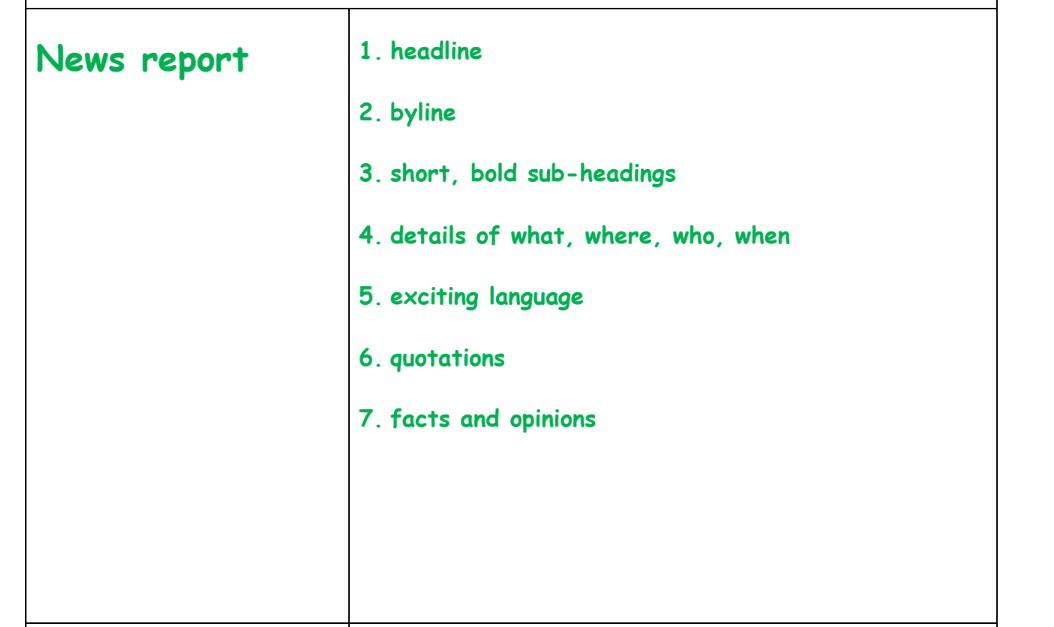 News report
1. headline
2. byline
3. short, bold sub-headings
4. details of what, where, who, when
5. exciting language
6. quotations
7. facts and opinions